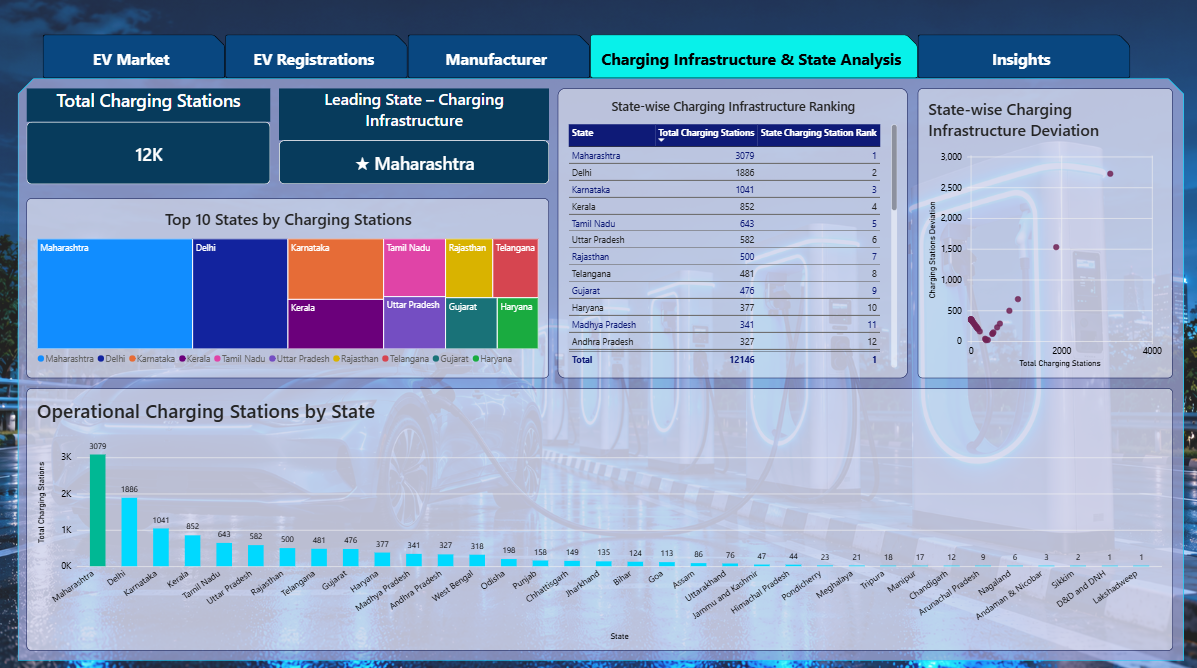 EV Market
EV Registrations
Manufacturer
Charging Infrastructure & State Analysis
Insights
Total Charging Stations
12K
Leading State – Charging
Infrastructure
★ Maharashtra
Top 10 States by Charging Stations
Maharashtra
Delhi
Karnataka
Kerala
Tamil Nadu
Uttar Pradesh
Rajasthan
Gujarat
Telangana
Haryana
Maharashtra Delhi Karnataka Kerala Tamil Nadu Uttar Pradesh Rajasthan Telangana Gujarat Haryana
State-wise Charging Infrastructure Ranking
State Total Charging Stations State Charging Station Rank
Maharashtra 3079 1
Delhi 1886 2
Karnataka 1041 3
Kerala 852 4
Tamil Nadu 643 5
Uttar Pradesh 582 6
Rajasthan 500 7
Telangana 481 8
Gujarat 476 9
Haryana 377 10
Madhya Pradesh 341 11
Andhra Pradesh 327 12
Total 12146 1
State-wise Charging
Infrastructure Deviation
Charging Stations Deviation
3,000
2,500
2,000
1,500
1,000
500
0
0 2000 4000
Total Charging Stations
Operational Charging Stations by State
Total Charging Stations
3K
2K
1K
0K
3079 1886 1041 852 643 582 500 481 476 377 341 327 318 198 158 149 135 124 113 86 76 47 44 23 21 18 17 12 9 6 3 2 1 1
Maharashtra
Delhi
Karnataka
Kerala
Tamil Nadu
Uttar Pradesh
Rajasthan
Telangana
Gujarat
Haryana
Madhya Pradesh
Andhra Pradesh
West Bengal
Odisha
Punjab
Chhattisgarh
Jharkhand
Bihar
Goa
Assam
Uttarakhand
Jammu and Kashmir
Himachal Pradesh
Pondicherry
Meghalaya
Tripura
Manipur
Chandigarh
Arunachal Pradesh
Nagaland
Andaman & Nicobar
Sikkim
D&D and DNH
Lakshadweep
State